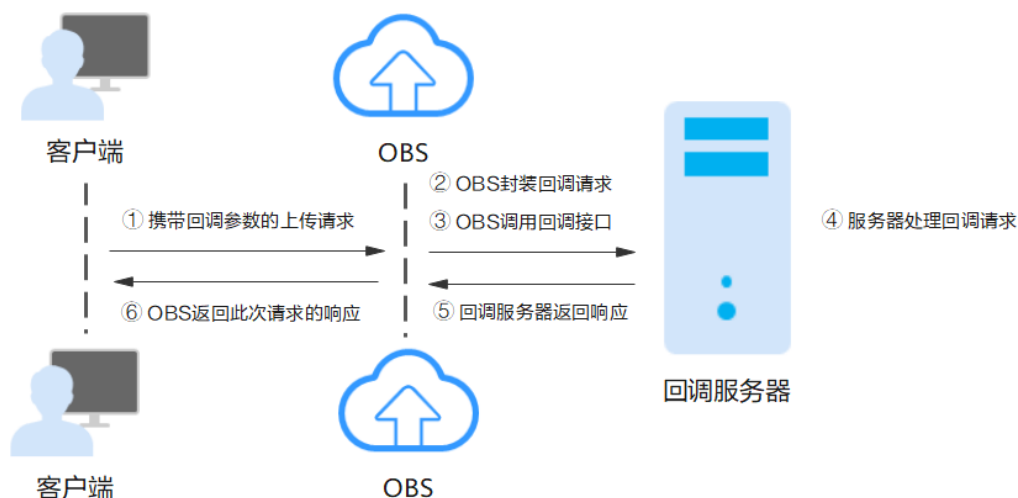 客户端
OBS
② OBS封装回调请求
① 携带回调参数的上传请求
③ OBS调用回调接口
④ 服务器处理回调请求
⑥ OBS返回此次请求的响应
⑤ 回调服务器返回响应
回调服务器
客户端
OBS